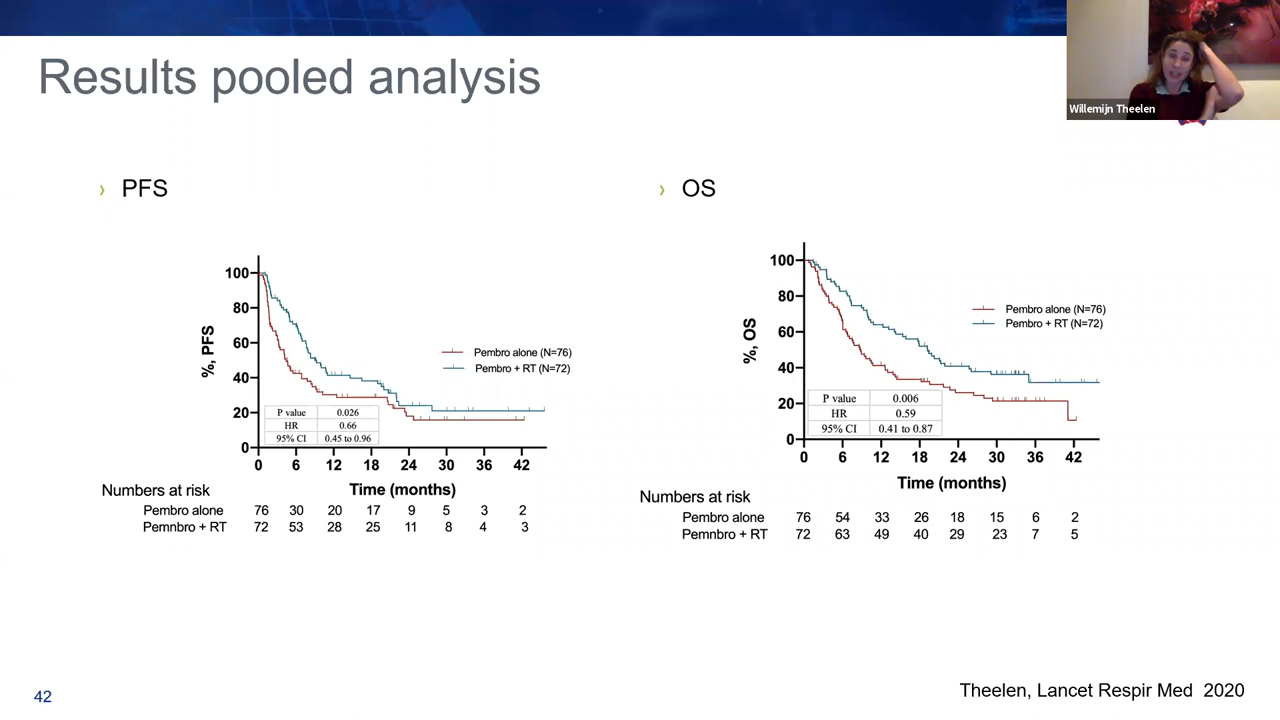 Results pooled analysis
Willemijn Theelen
› PFS
› OS
100
80
60
40
20
0
%, PFS
Pembro alone (N=76)
Pembro + RT (N=72)
P value 0.026
HR 0.66
95% CI 0.45 to 0.96
0 6 12 18 24 30 36 42
Time (months)
Numbers at risk
Pembro alone 76 30 20 17 9 5 3 2
Pemnbro + RT 72 53 28 25 11 8 4 3
100
80
60
40
20
0
%, OS
Pembro alone (N=76)
Pembro + RT (N=72)
P value 0.006
HR 0.59
95% CI 0.41 to 0.87
0 6 12 18 24 30 36 42
Time (months)
Numbers at risk
Pembro alone 76 54 33 26 18 15 6 2
Pemnbro + RT 72 63 49 40 29 23 7 5
42
Theelen, Lancet Respir Med 2020